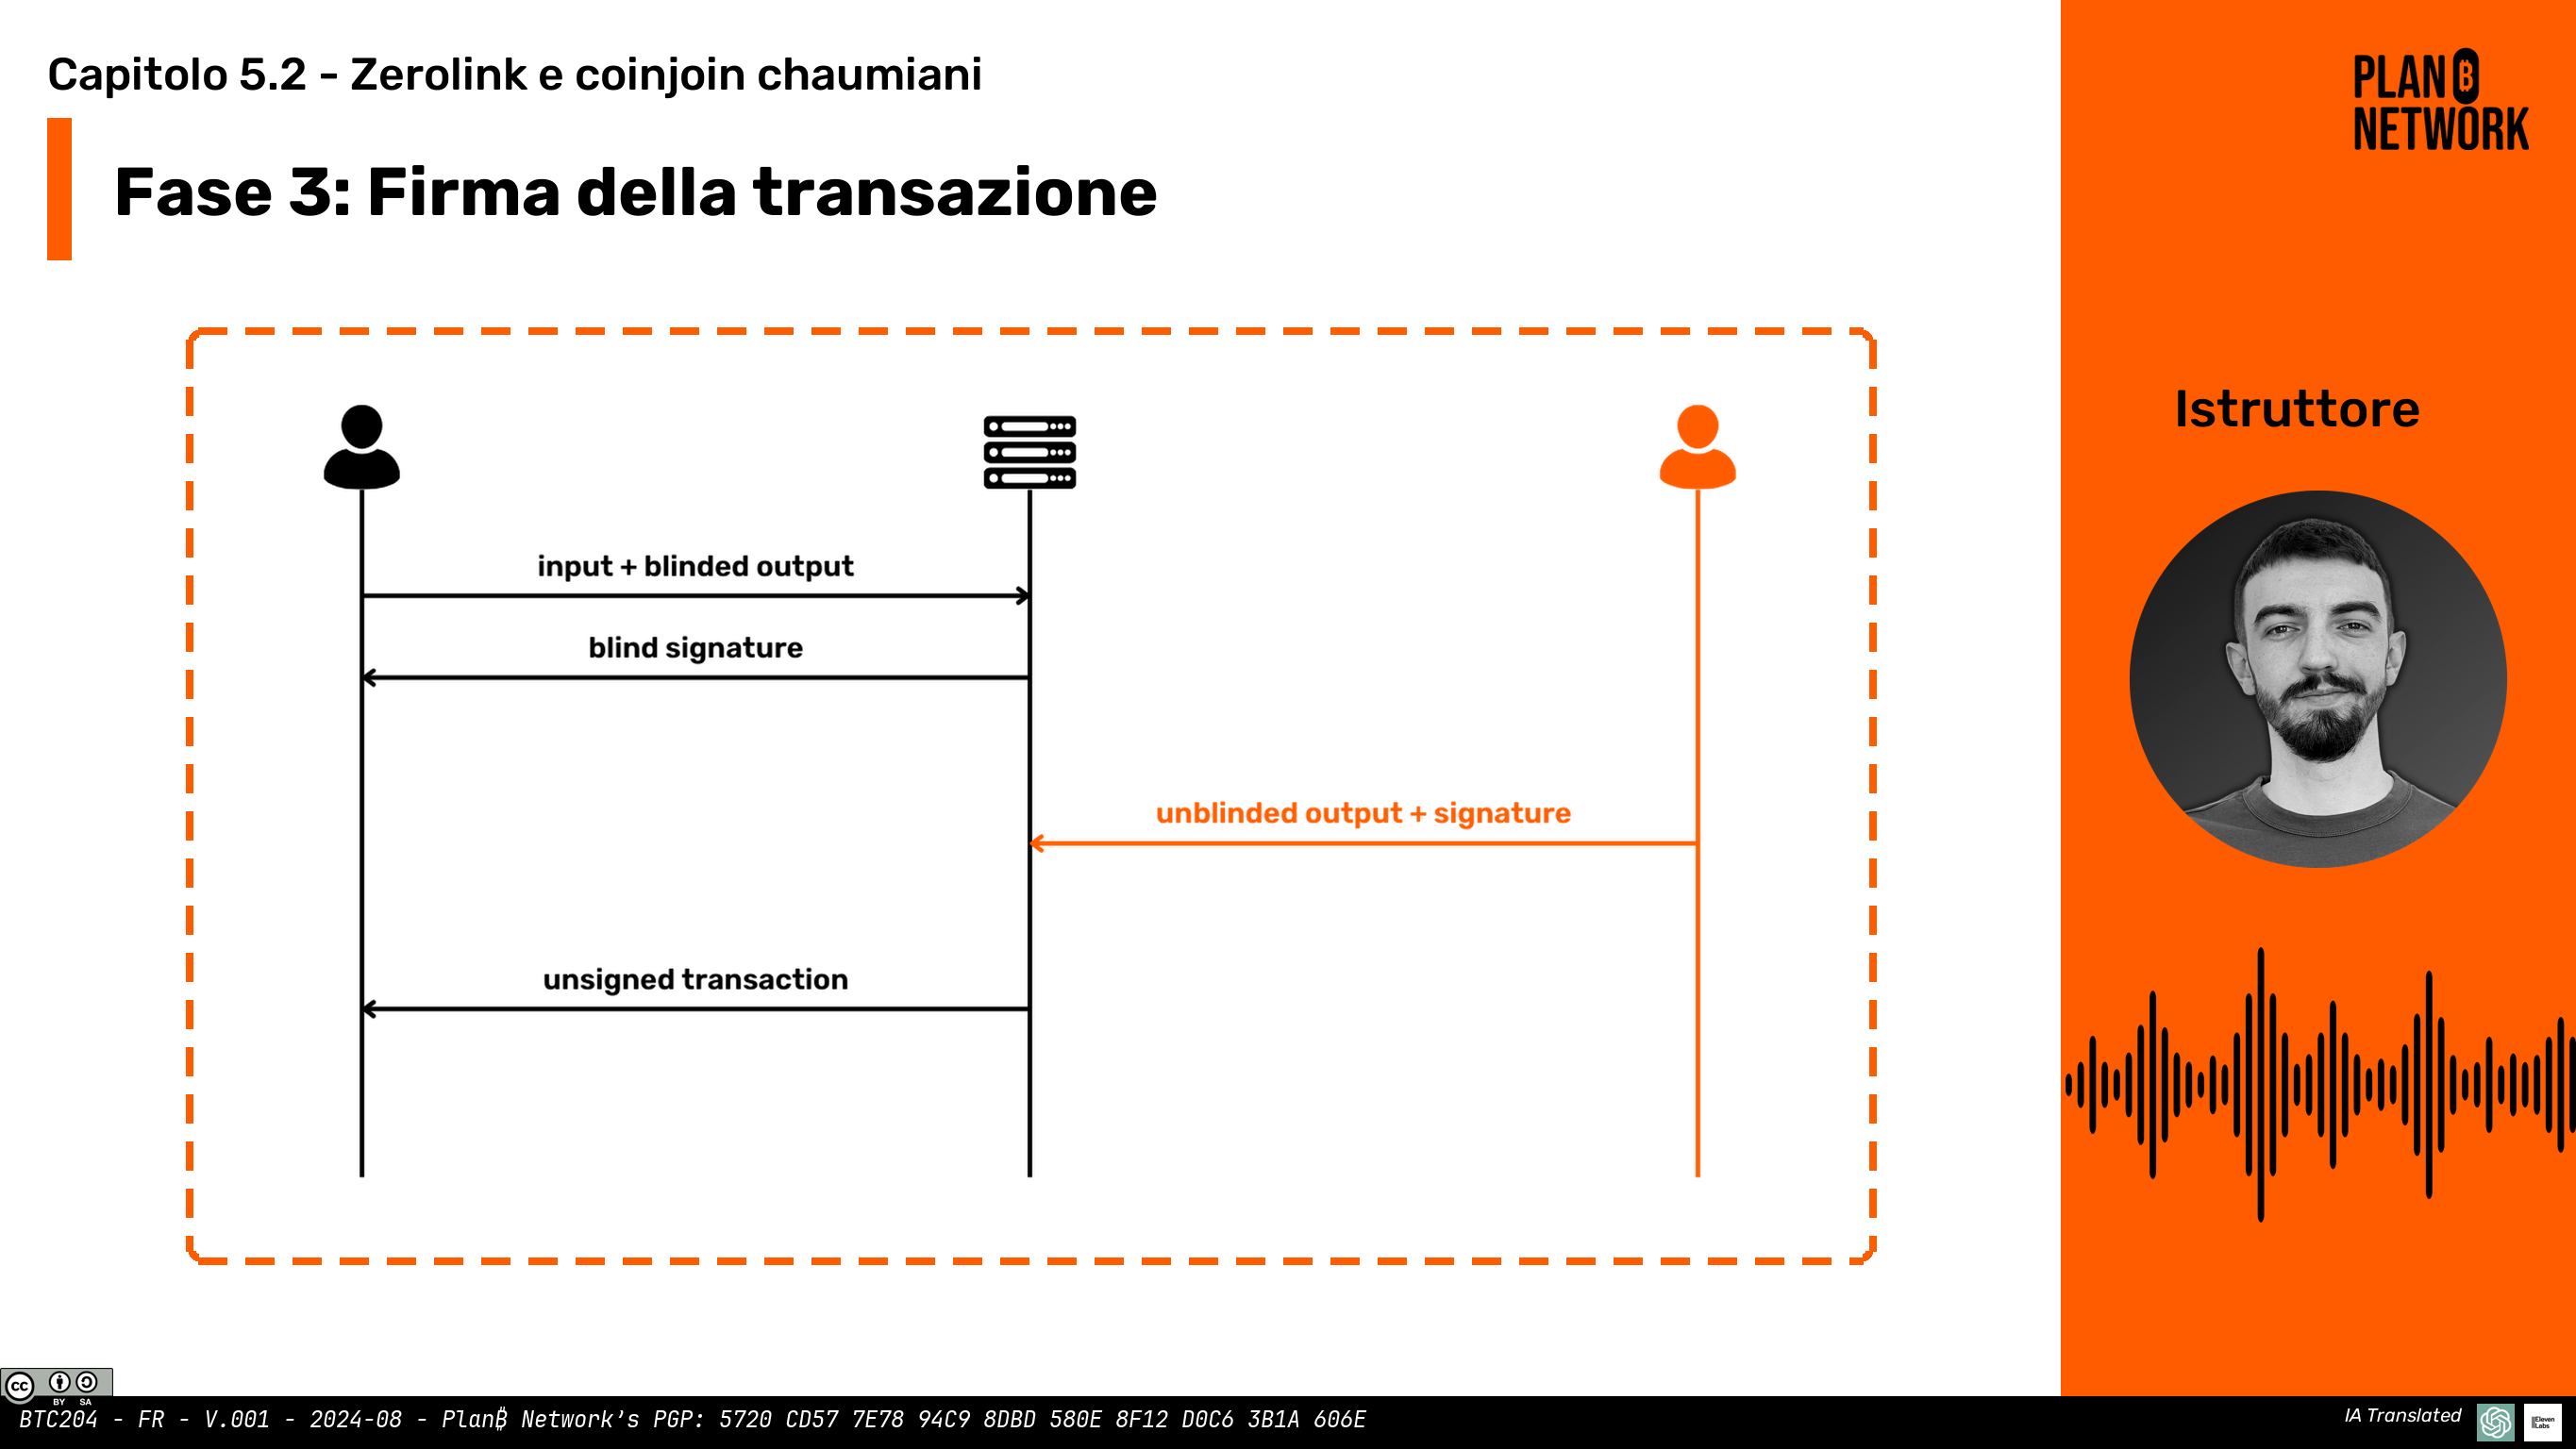 Capitolo 5.2 - Zerolink e coinjoin chaumiani
Fase 3: Firma della transazione
PLAN B
NETWORK
Istruttore
input + blinded output
blind signature
unblinded output + signature
unsigned transaction
cc BY SA
BTC204 - FR - V.001 - 2024-08 - Plan₿ Network's PGP: 5720 CD57 7E78 94C9 8DBD 580E 8F12 D0C6 3B1A 606E
IA Translated
ElevenLabs